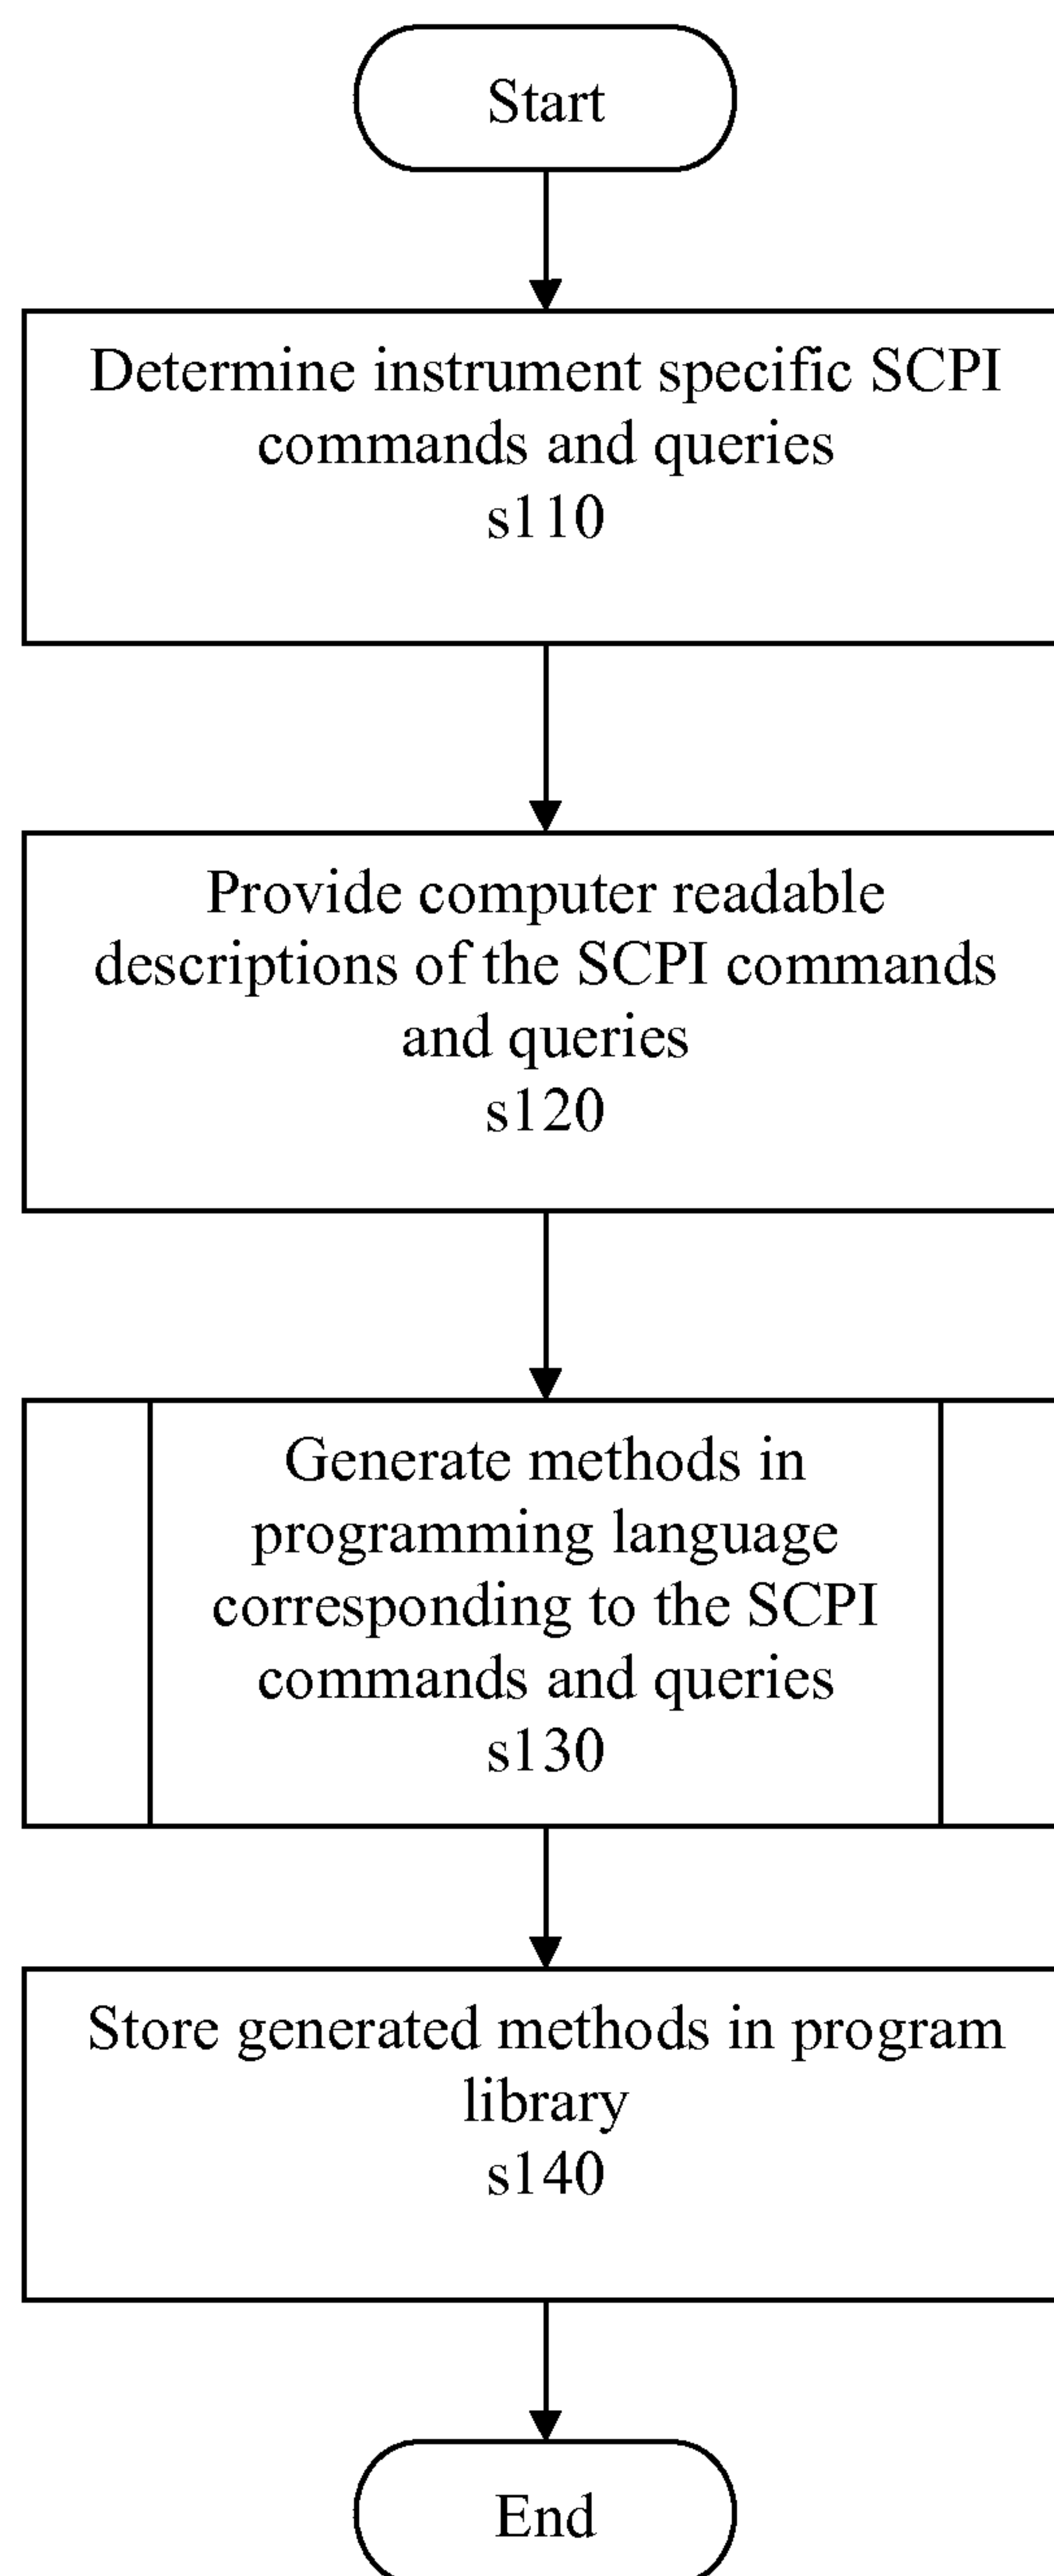 Start
Determine instrument specific SCPI
commands and queries
s110
Provide computer readable
descriptions of the SCPI commands
and queries
s120
Generate methods in
programming language
corresponding to the SCPI
commands and queries
s130
Store generated methods in program
library
s140
End